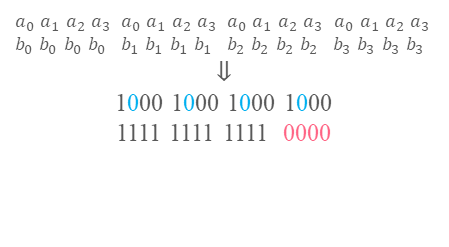 a₀ a₁ a₂ a₃ a₀ a₁ a₂ a₃ a₀ a₁ a₂ a₃ a₀ a₁ a₂ a₃
b₀ b₀ b₀ b₀ b₁ b₁ b₁ b₁ b₂ b₂ b₂ b₂ b₃ b₃ b₃ b₃
⇓
1000 1000 1000 1000
1111 1111 1111 0000